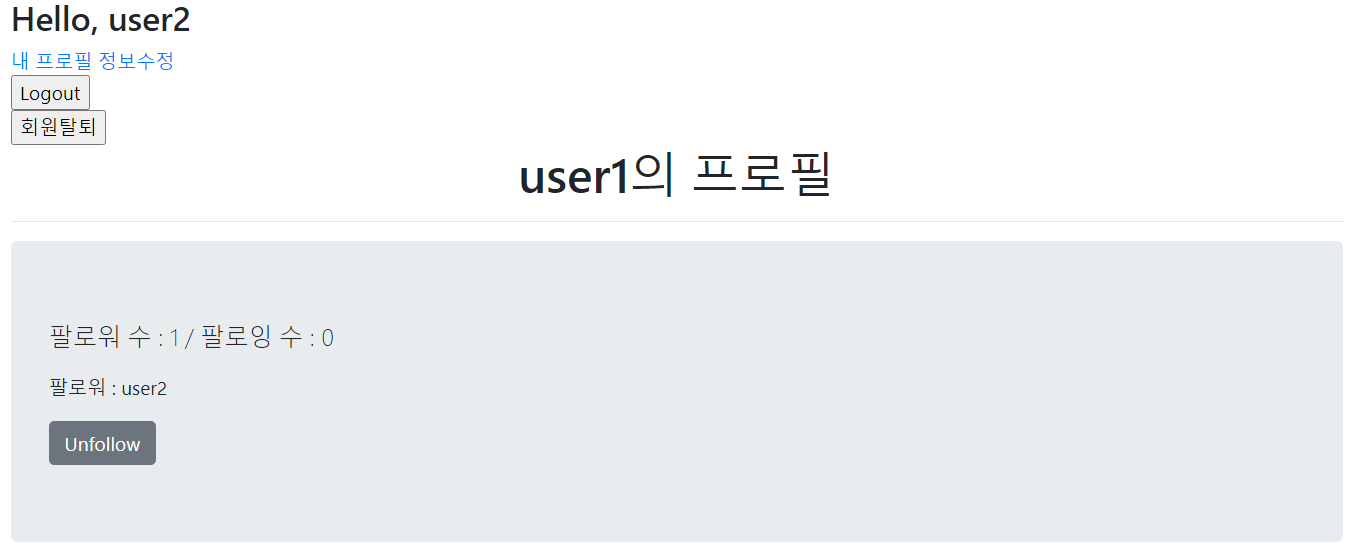 Hello, user2
내 프로필 정보수정
Logout
회원탈퇴
user1의 프로필
팔로워 수 : 1 / 팔로잉 수 : 0
팔로워 : user2
Unfollow